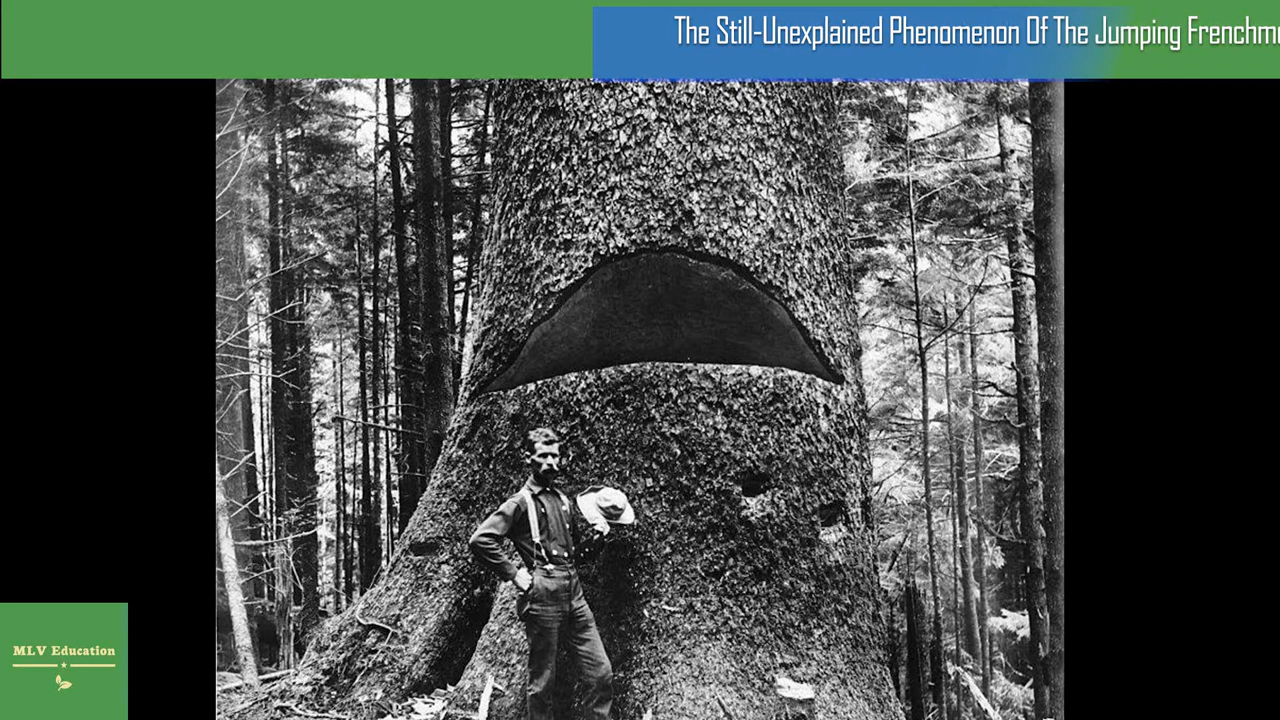 The Still-Unexplained Phenomenon Of The Jumping
MLV Education